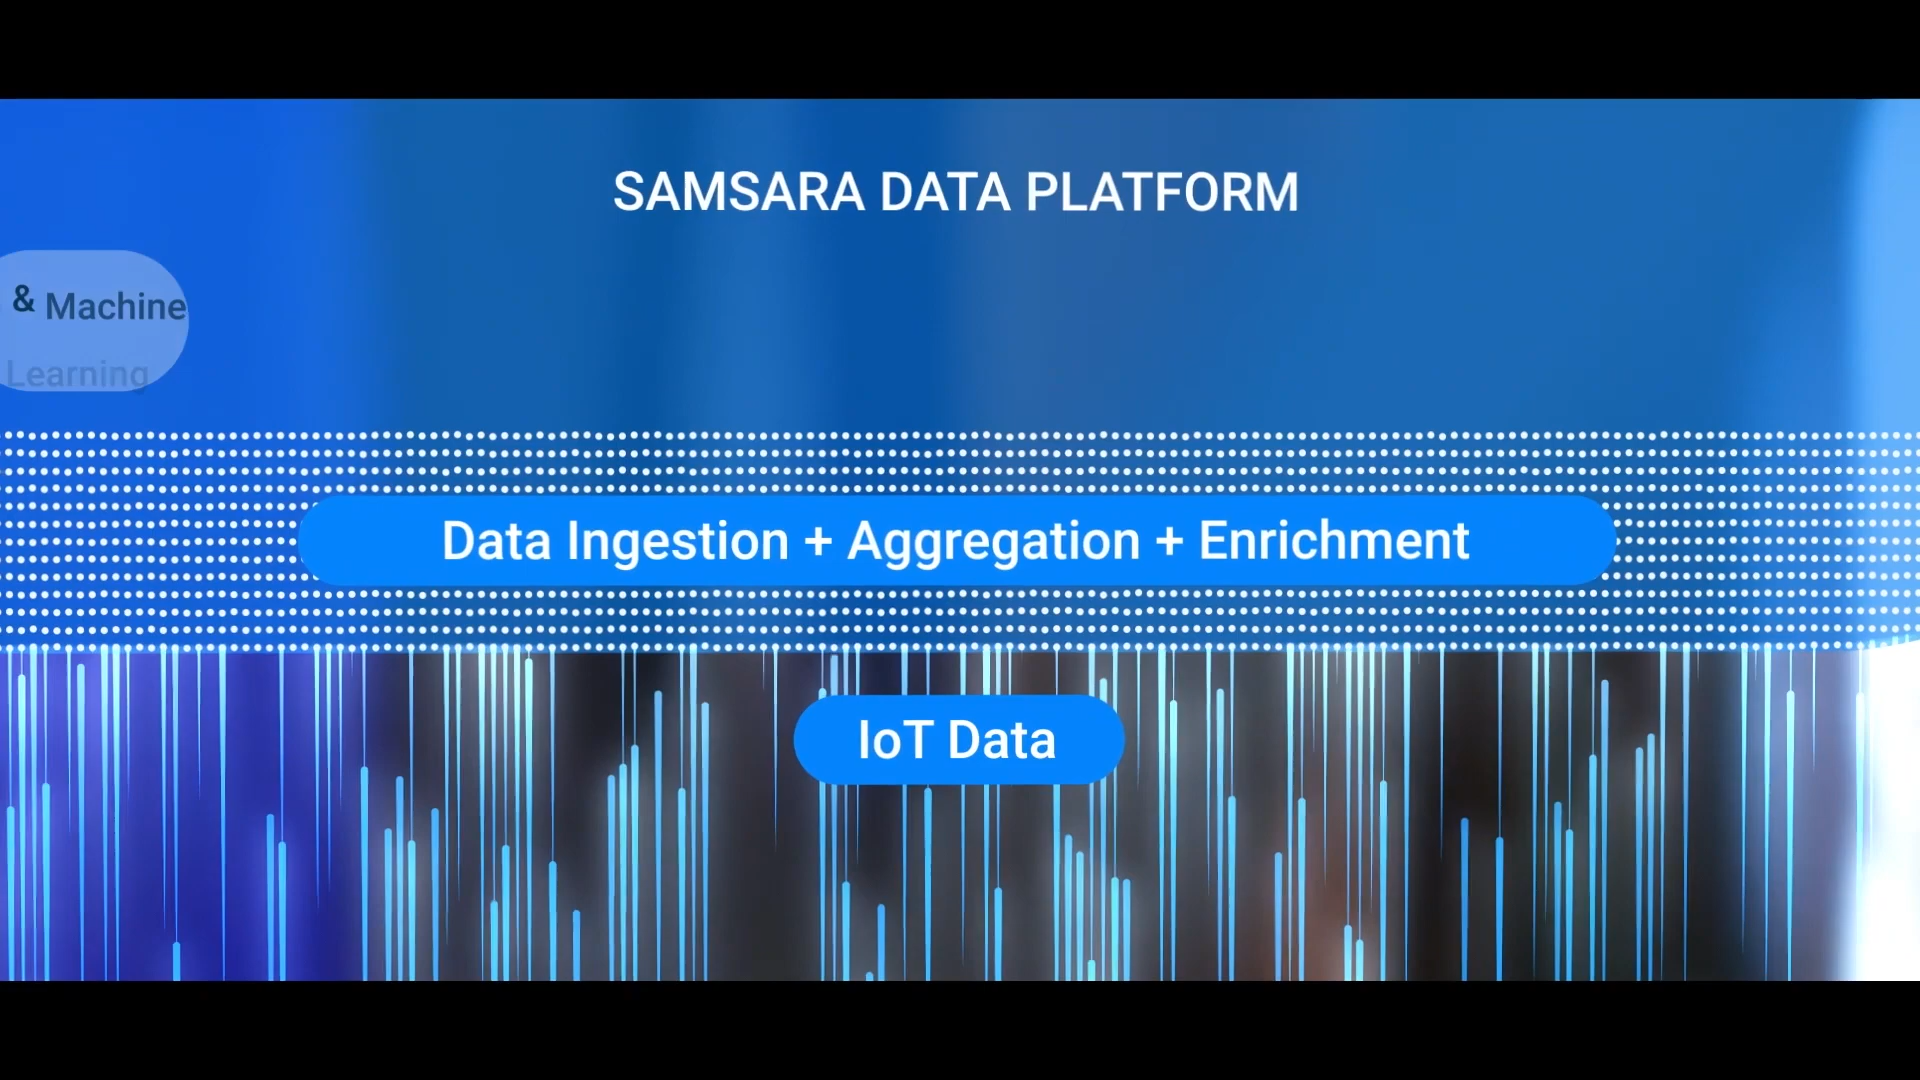 SAMSARA DATA PLATFORM
& Machine
Learning
Data Ingestion + Aggregation + Enrichment
IoT Data